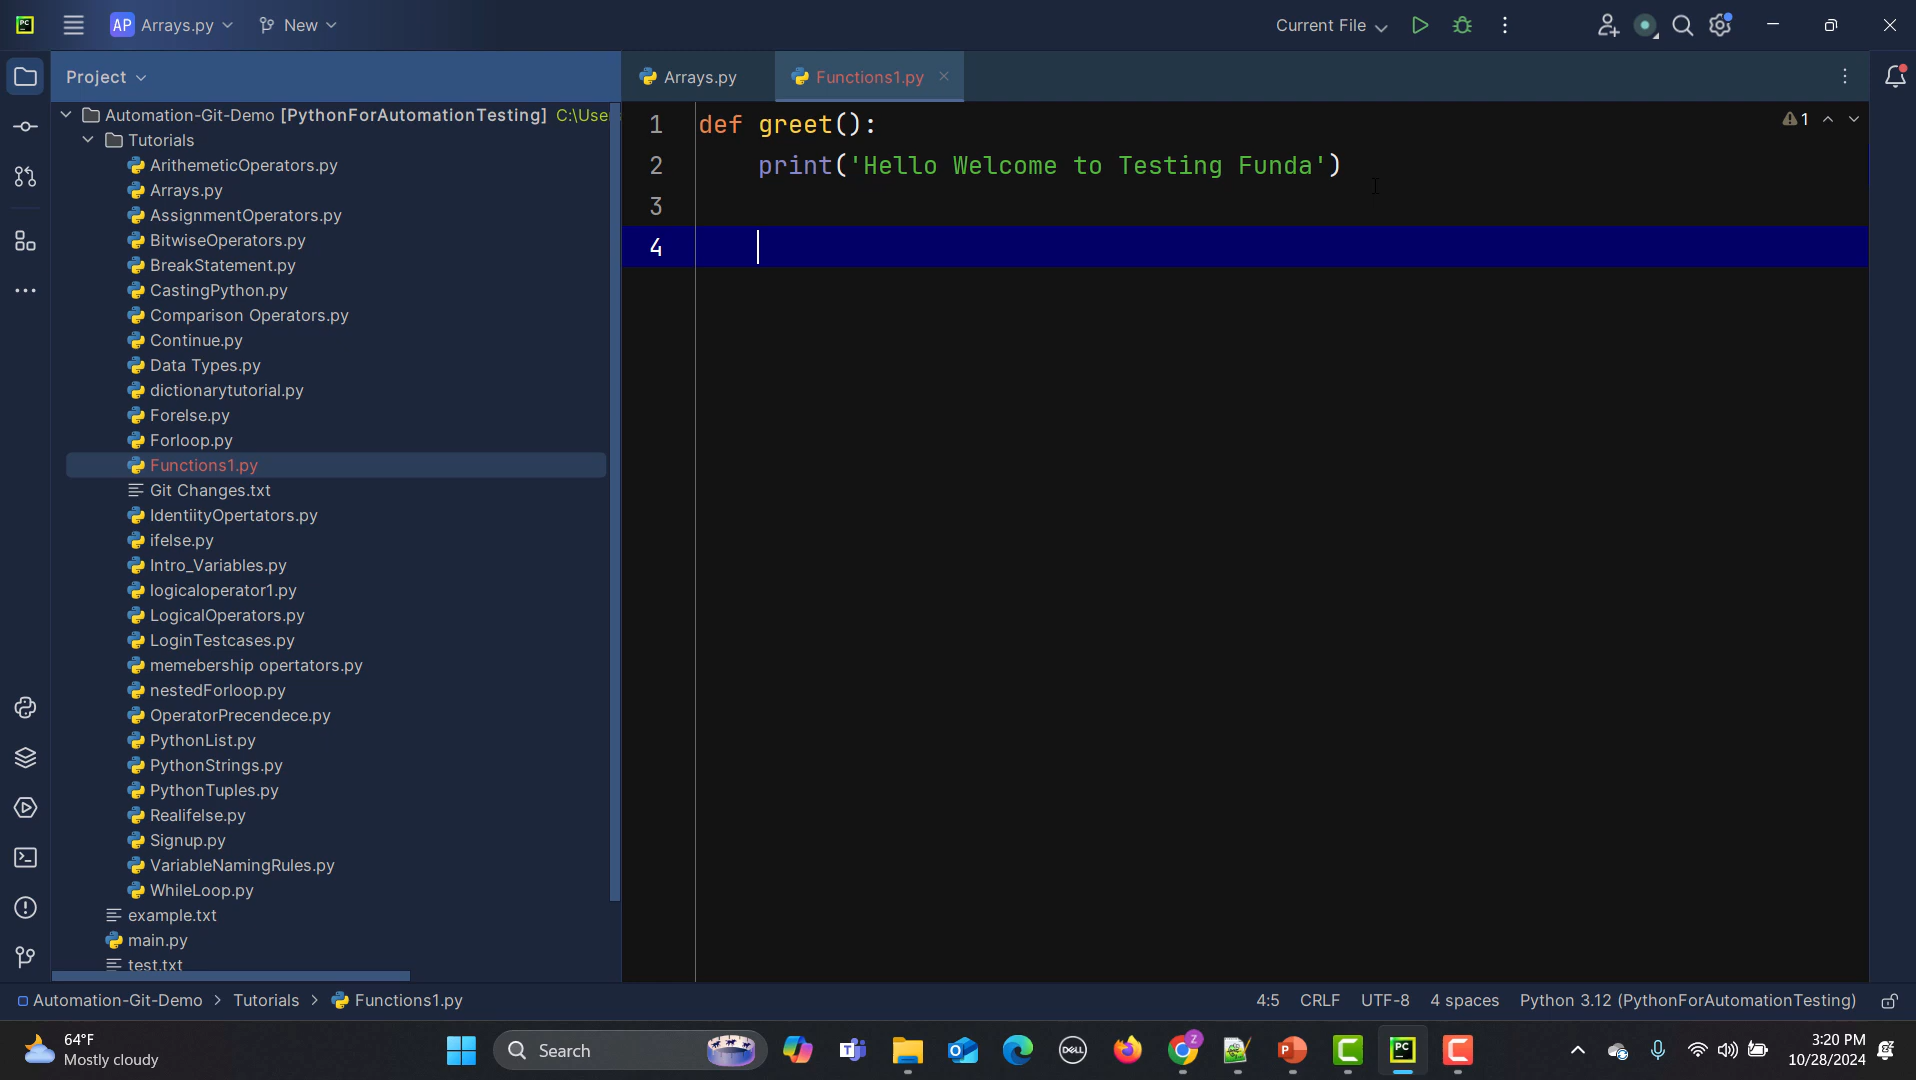 PC
AP Arrays.py
New
Current File
Project
Arrays.py
Functions1.py
Automation-Git-Demo [PythonForAutomationTesting] C:\User
Tutorials
ArithemeticOperators.py
Arrays.py
AssignmentOperators.py
BitwiseOperators.py
BreakStatement.py
CastingPython.py
Comparison Operators.py
Continue.py
Data Types.py
dictionarytutorial.py
Forelse.py
Forloop.py
Functions1.py
Git Changes.txt
IdentiityOpertators.py
ifelse.py
Intro_Variables.py
logicaloperator1.py
LogicalOperators.py
LoginTestcases.py
memebership opertators.py
nestedForloop.py
OperatorPrecendece.py
PythonList.py
PythonStrings.py
PythonTuples.py
Realifelse.py
Signup.py
VariableNamingRules.py
WhileLoop.py
example.txt
main.py
test.txt
1 def greet():
2 print('Hello Welcome to Testing Funda')
3
4
1
Automation-Git-Demo > Tutorials > Functions1.py
4:5 CRLF UTF-8 4 spaces Python 3.12 (PythonForAutomationTesting)
64°F
Mostly cloudy
Search
DELL
Z
P
PC
3:20 PM
10/28/2024